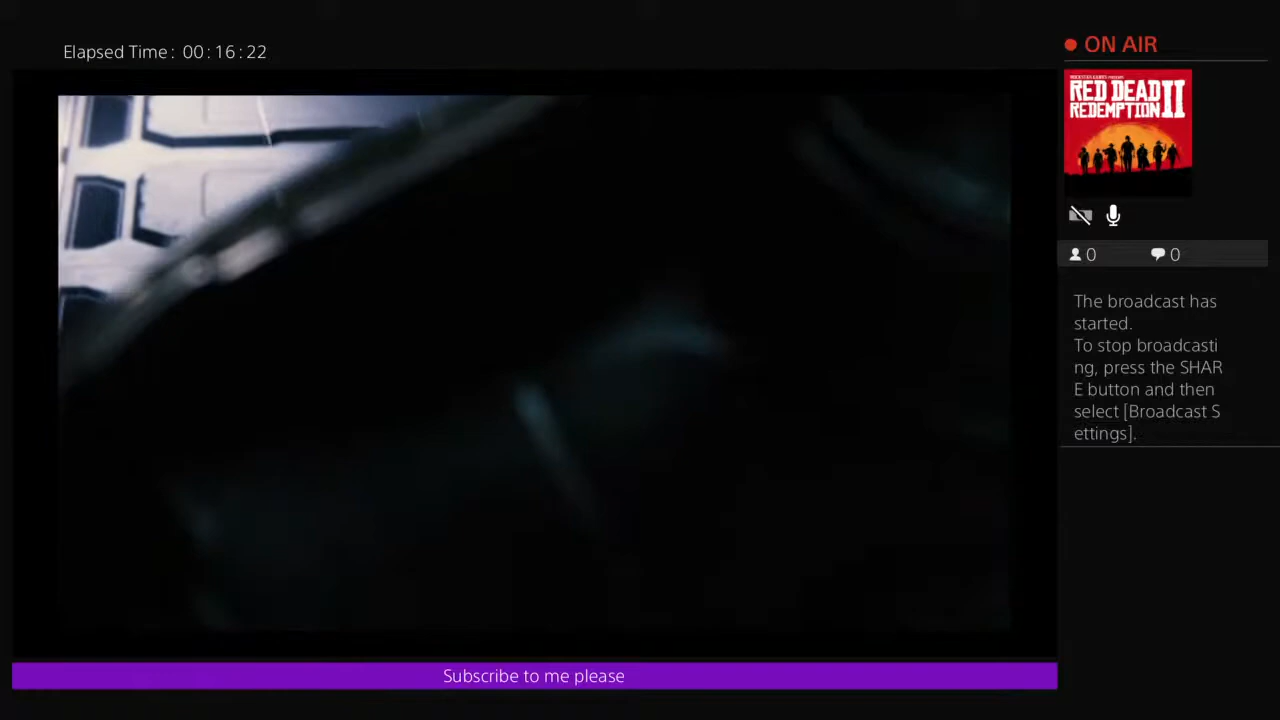 Elapsed Time: 00:16:22
ON AIR
RED DEAD
REDEMPTION II
0
0
The broadcast has
started.
To stop broadcasti
ng, press the SHAR
E button and then
select [Broadcast S
ettings].
Subscribe to me please